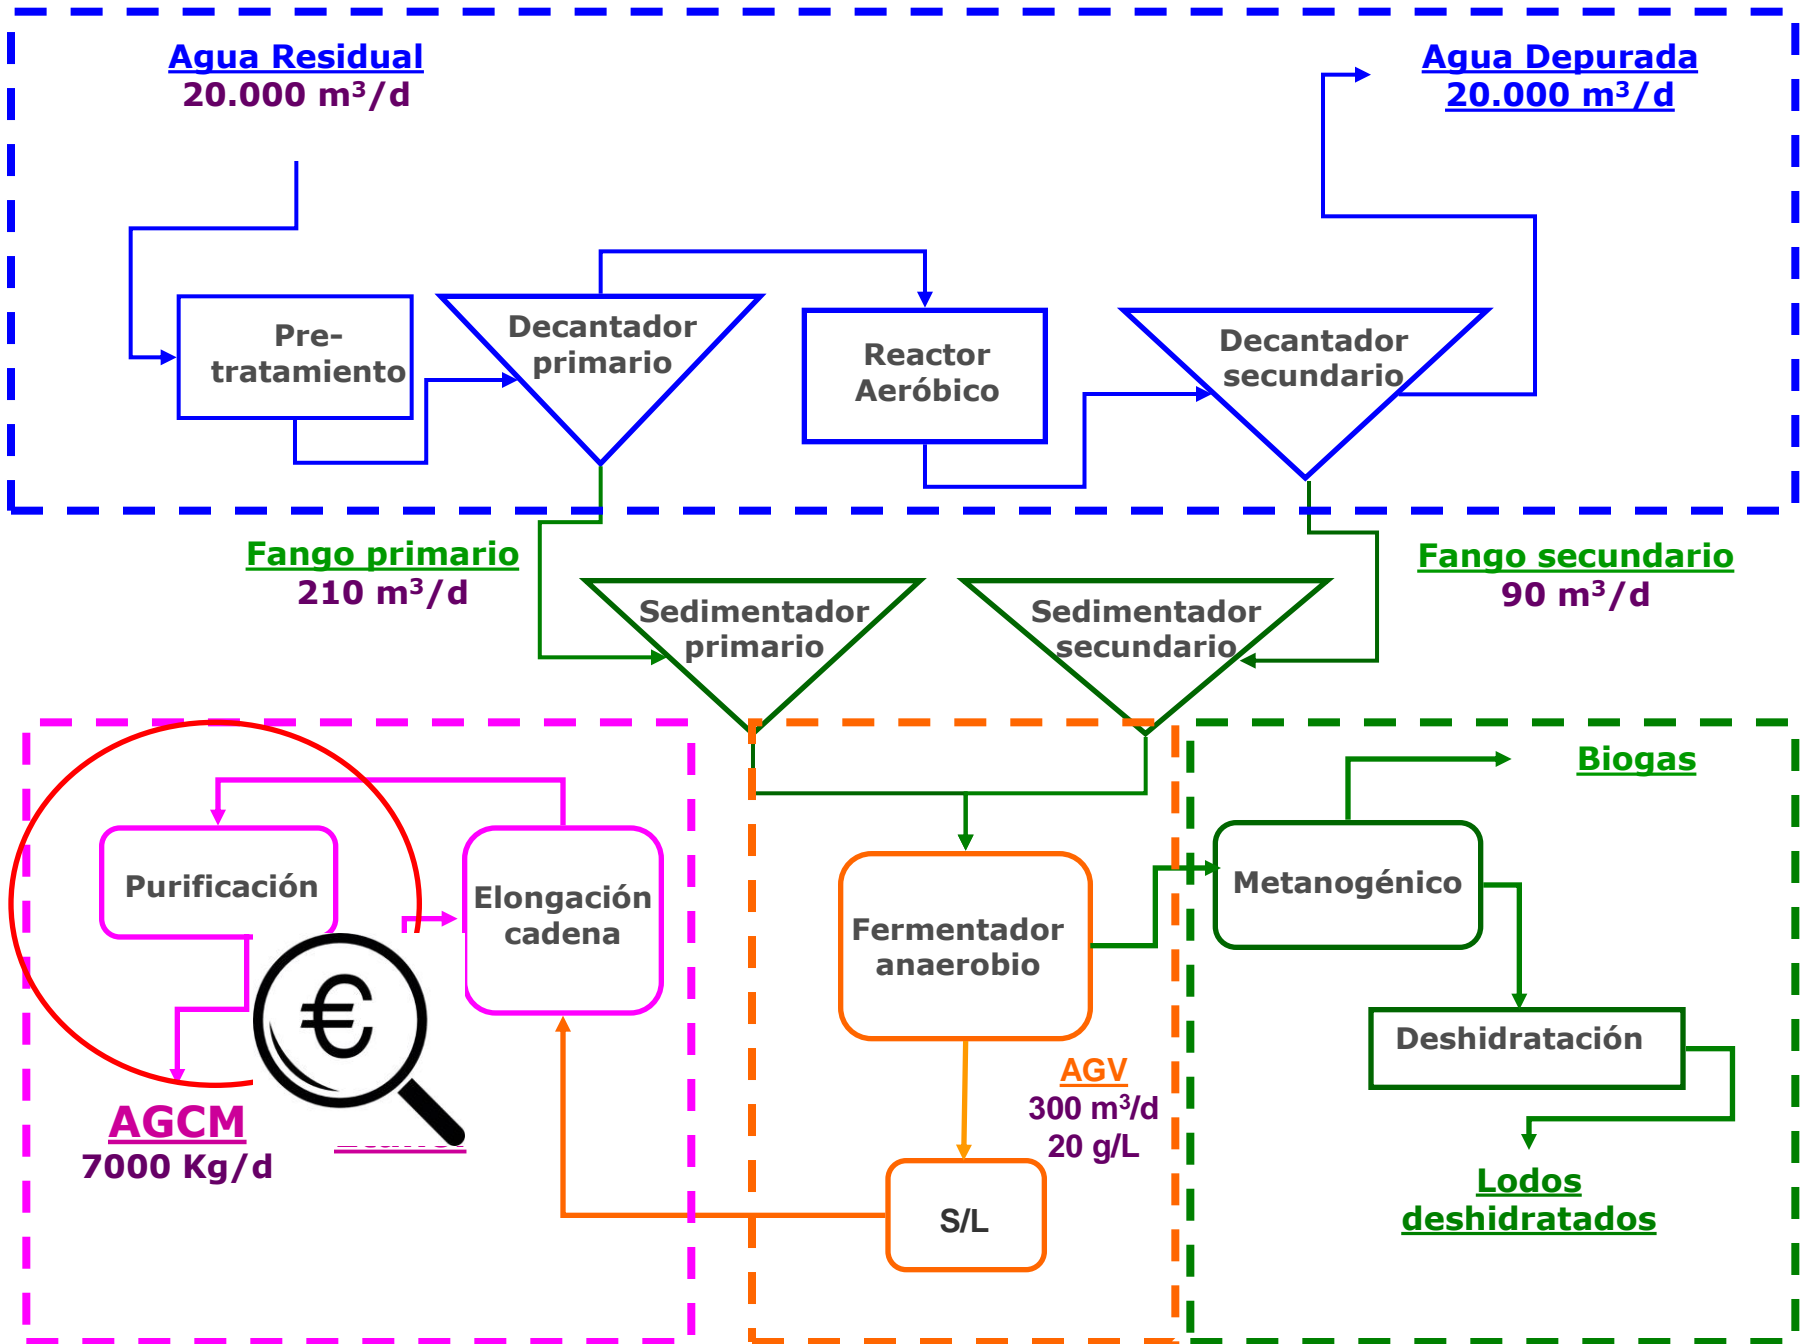 Agua Residual
20.000 m³/d
Agua Depurada
20.000 m³/d
Pre-
tratamiento
Decantador
primario
Reactor
Aeróbico
Decantador
secundario
Fango primario
210 m³/d
Fango secundario
90 m³/d
Sedimentador
primario
Sedimentador
secundario
Purificación
Elongación
cadena
Fermentador
anaerobio
Metanogénico
Biogas
Deshidratación
€
AGV
300 m³/d
20 g/L
AGCM
7000 Kg/d
S/L
Lodos
deshidratados